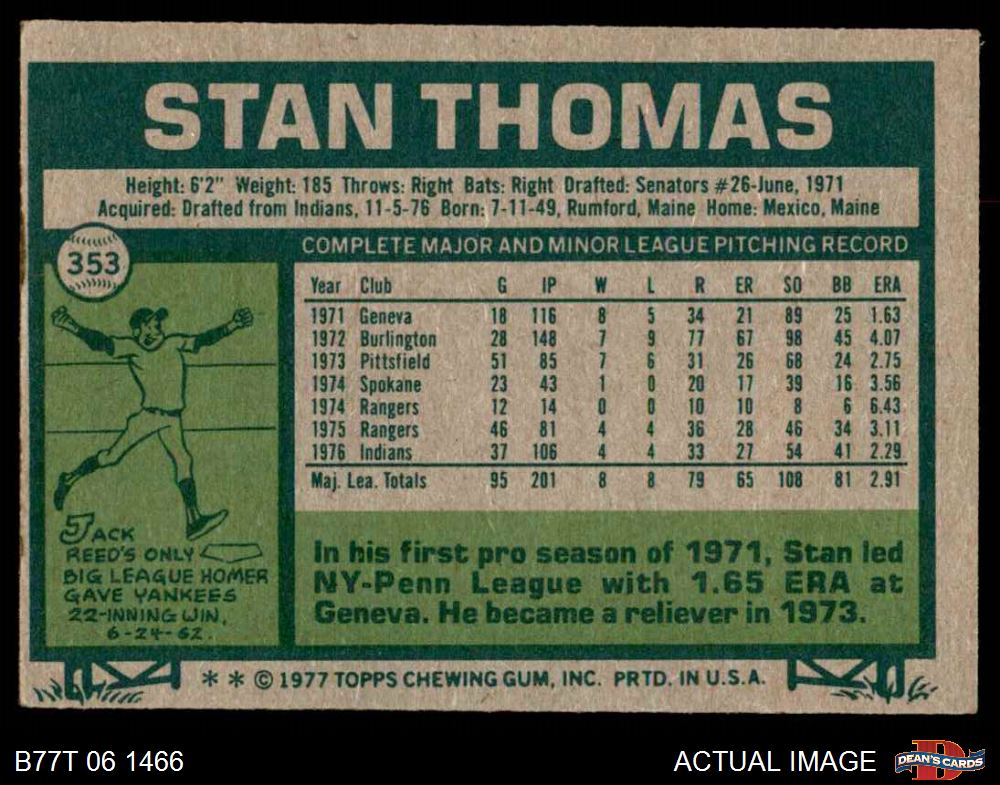 STAN THOMAS
Height: 6'2" Weight: 185 Throws: Right Bats: Right Drafted: Senators #26-June, 1971
Acquired: Drafted from Indians, 11-5-76 Born: 7-11-49, Rumford, Maine Home: Mexico, Maine
353
COMPLETE MAJOR AND MINOR LEAGUE PITCHING RECORD
Year Club G IP W L R ER SO BB ERA
1971 Geneva 18 116 8 5 34 21 89 25 1.63
1972 Burlington 28 148 7 9 77 67 98 45 4.07
1973 Pittsfield 51 85 7 6 31 26 68 24 2.75
1974 Spokane 23 43 1 0 20 17 39 16 3.56
1974 Rangers 12 14 0 0 10 10 8 6 6.43
1975 Rangers 46 81 4 4 36 28 46 34 3.11
1976 Indians 37 106 4 4 33 27 54 41 2.29
Maj. Lea. Totals 95 201 8 8 79 65 108 81 2.91
JACK
REED'S ONLY
BIG LEAGUE HOMER
GAVE YANKEES
22-INNING WIN,
6-24-62.
In his first pro season of 1971, Stan led
NY-Penn League with 1.65 ERA at
Geneva. He became a reliever in 1973.
** © 1977 TOPPS CHEWING GUM, INC. PRTD. IN U.S.A.
B77T 06 1466
ACTUAL IMAGE
DEAN'S CARDS